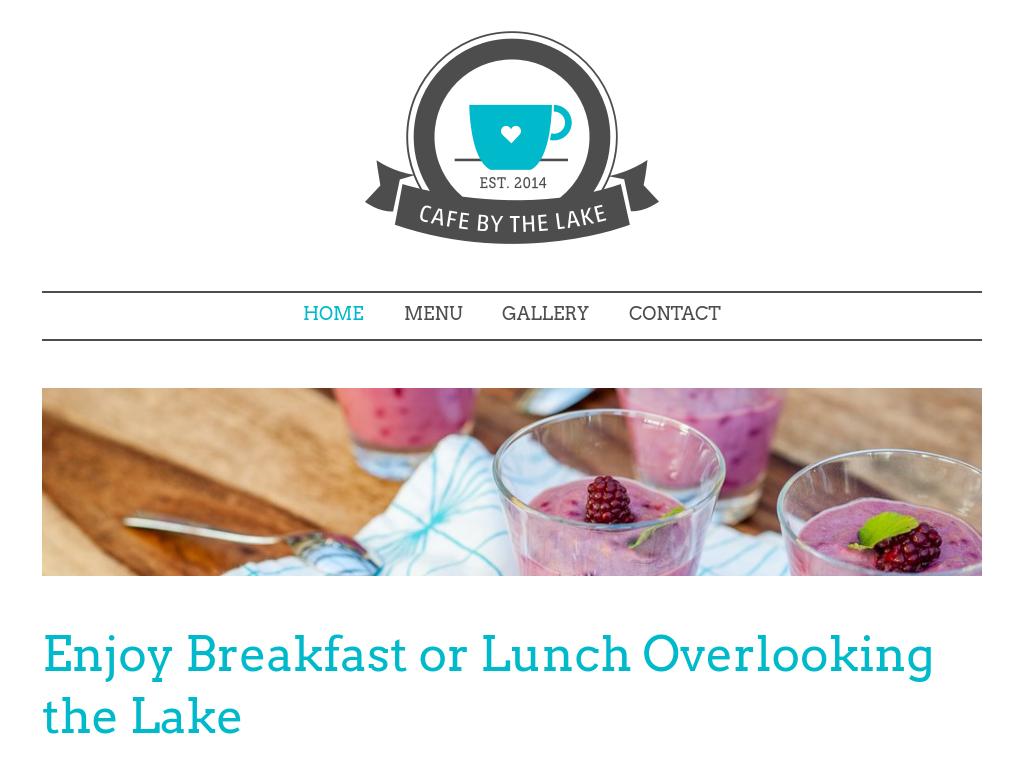 EST. 2014
CAFE BY THE LAKE
HOME MENU GALLERY CONTACT
Enjoy Breakfast or Lunch Overlooking
the Lake